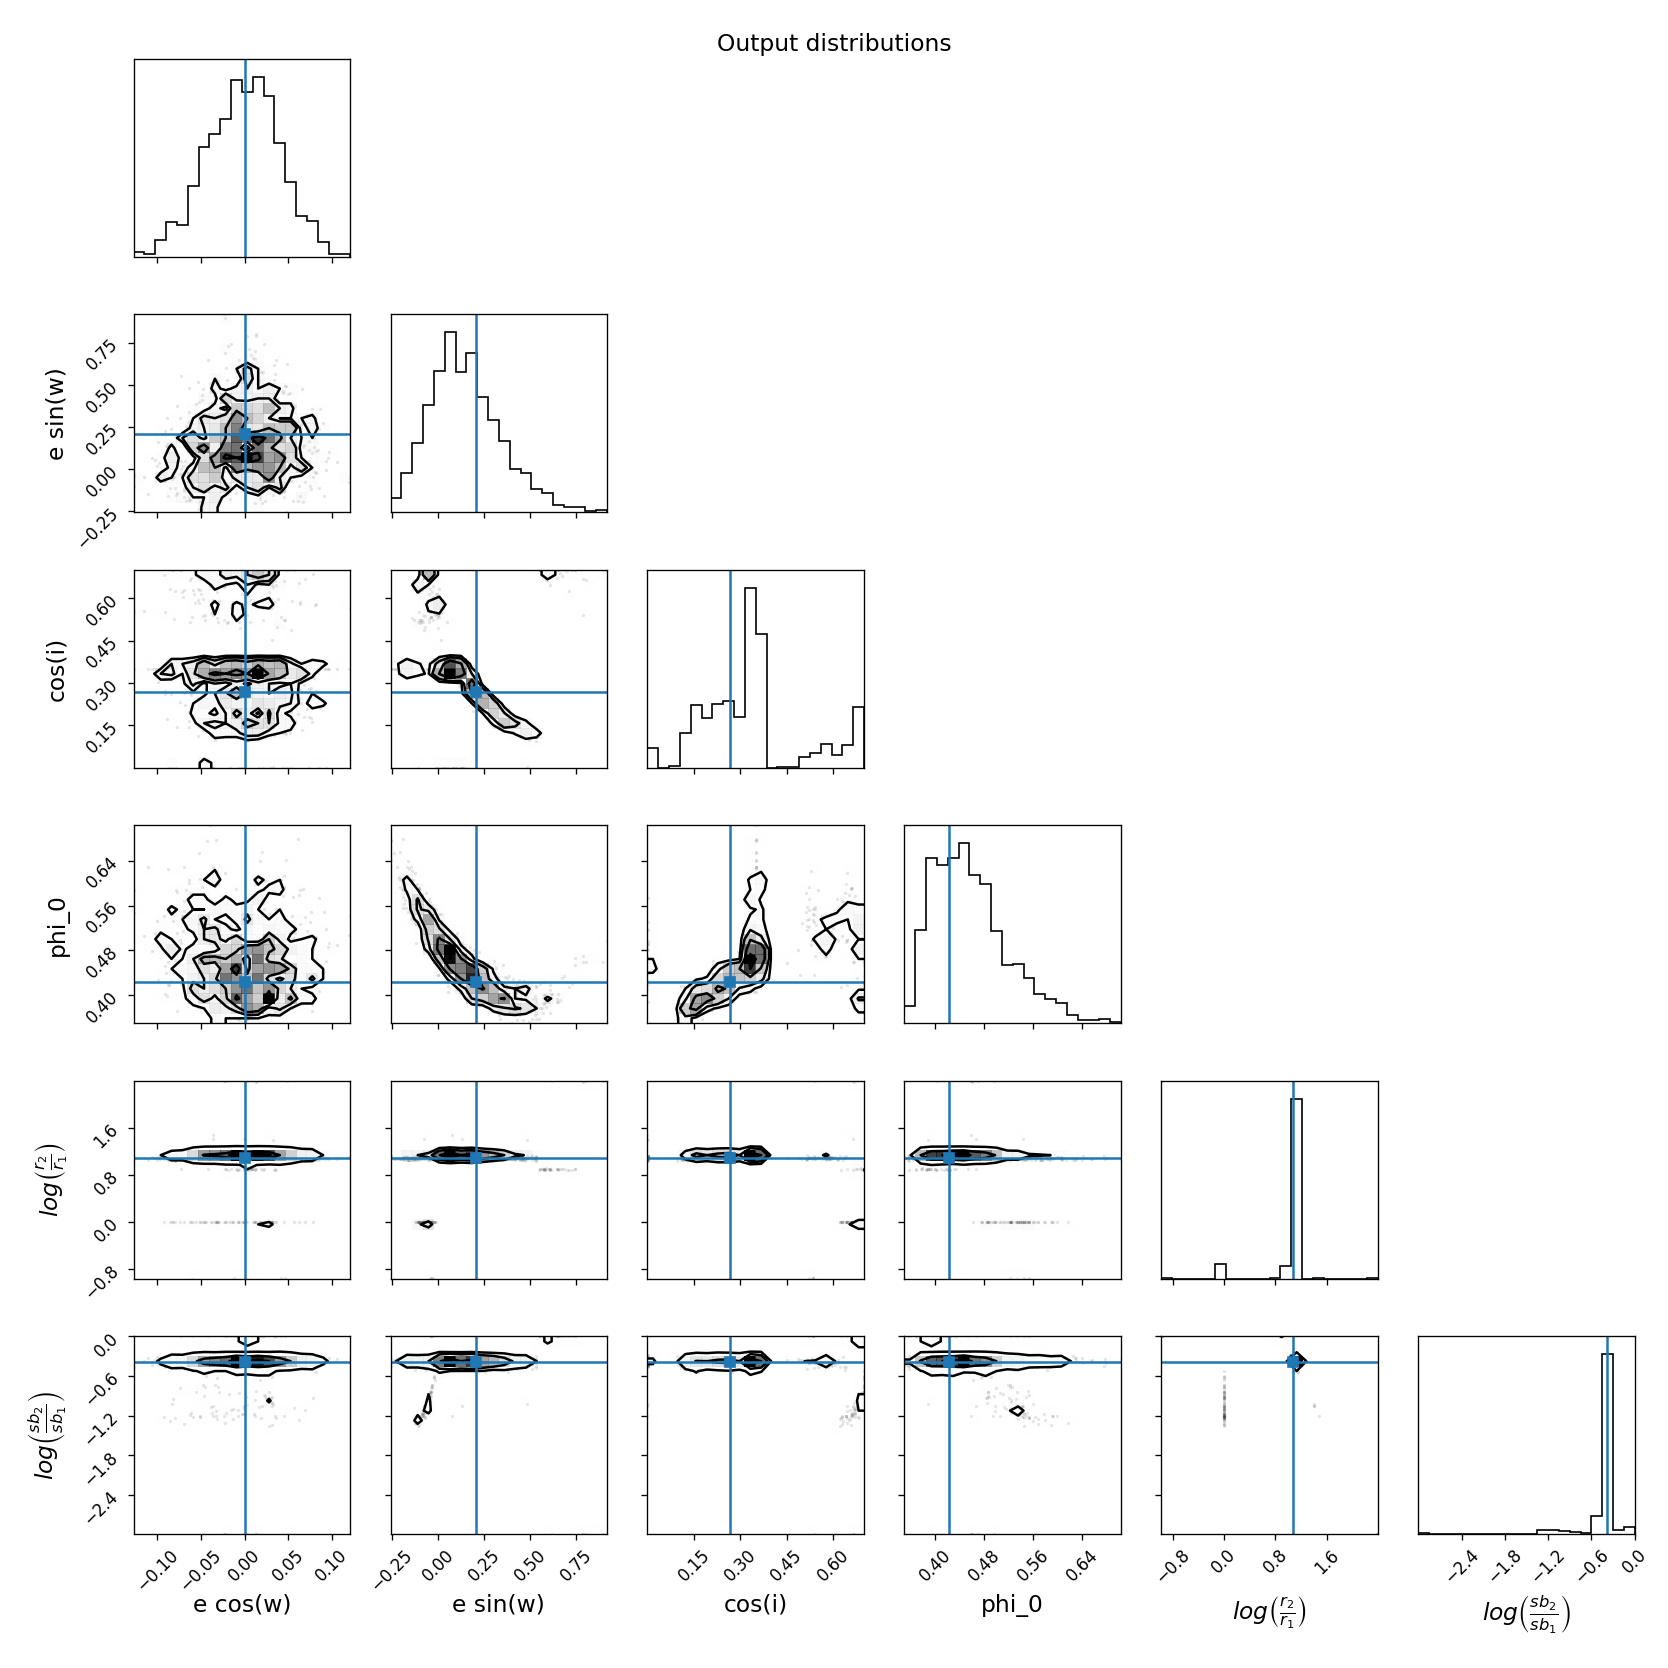 Output distributions
0.75
0.50
0.25
0.00
−0.25
e sin(w)
0.60
0.45
0.30
0.15
cos(i)
0.64
0.56
0.48
0.40
phi_0
1.6
0.8
0.0
−0.8
log(r₂/r₁)
0.0
−0.6
−1.2
−1.8
−2.4
log(sb₂/sb₁)
−0.10 −0.05 0.00 0.05 0.10 −0.25 0.00 0.25 0.50 0.75 0.15 0.30 0.45 0.60 0.40 0.48 0.56 0.64 −0.8 0.0 0.8 1.6 −2.4 −1.8 −1.2 −0.6 0.0
e cos(w) e sin(w) cos(i) phi_0 log(r₂/r₁) log(sb₂/sb₁)